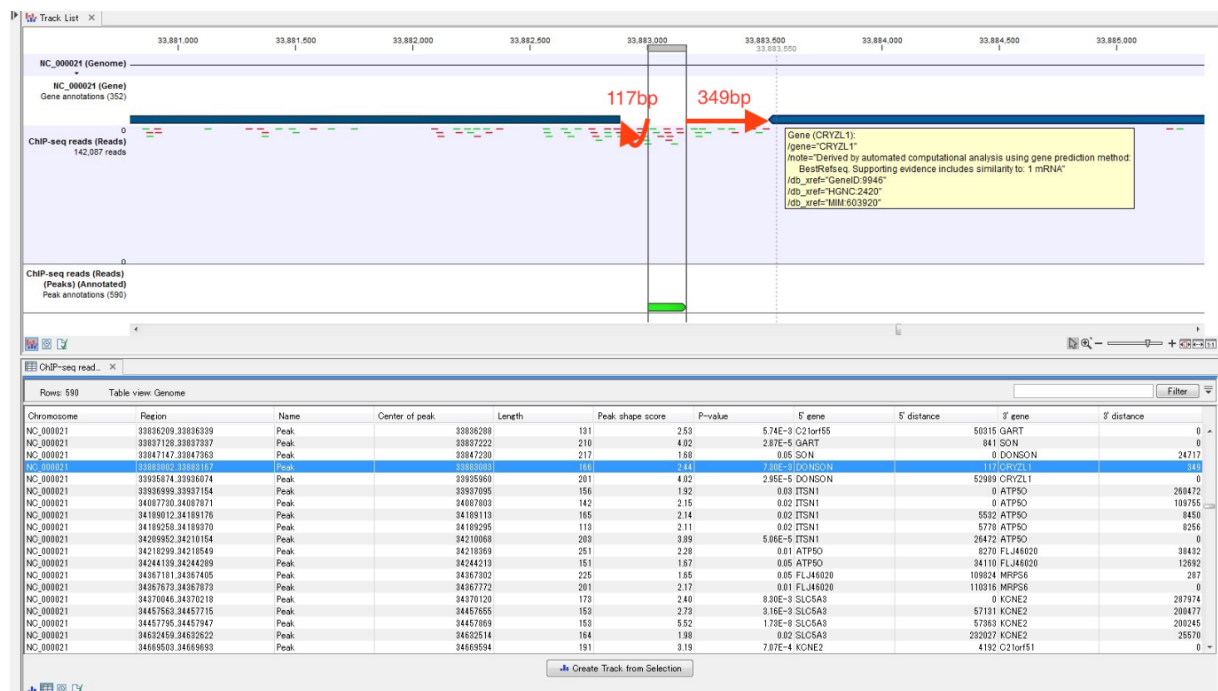 Track List
33,881,000 33,881,500 33,882,000 33,882,500 33,883,000 33,883,500 33,884,000 33,884,500 33,885,000
33,883,550
NC_000021 (Genome)
NC_000021 (Gene)
Gene annotations (352)
117bp 349bp
0
ChIP-seq reads (Reads)
142,087 reads
Gene (CRYZL1):
/gene="CRYZL1"
/note="Derived by automated computational analysis using gene prediction method:
BestRefseq. Supporting evidence includes similarity to: 1 mRNA"
/db_xref="GeneID:9946"
/db_xref="HGNC:2420"
/db_xref="MIM:603920"
0
ChIP-seq reads (Reads)
(Peaks) (Annotated)
Peak annotations (590)
ChIP-seq read..
Rows: 590 Table view: Genome Filter
Chromosome Region Name Center of peak Length Peak shape score P-value 5' gene 5' distance 3' gene 3' distance
NC_000021 33836209..33836339 Peak 33836288 131 2.53 5.74E-3 C21orf55 50315 GART 0
NC_000021 33837128..33837337 Peak 33837222 210 4.02 2.87E-5 GART 841 SON 0
NC_000021 33847147..33847363 Peak 33847230 217 1.68 0.05 SON 0 DONSON 24717
NC_000021 33883002..33883167 Peak 33883083 166 2.44 7.30E-3 DONSON 117 CRYZL1 349
NC_000021 33935874..33936074 Peak 33935960 201 4.02 2.95E-5 DONSON 52989 CRYZL1 0
NC_000021 33936999..33937154 Peak 33937095 156 1.92 0.03 ITSN1 0 ATP5O 260472
NC_000021 34087730..34087871 Peak 34087803 142 2.15 0.02 ITSN1 0 ATP5O 109755
NC_000021 34189012..34189176 Peak 34189113 165 2.14 0.02 ITSN1 5532 ATP5O 8450
NC_000021 34189258..34189370 Peak 34189295 113 2.11 0.02 ITSN1 5778 ATP5O 8256
NC_000021 34209952..34210154 Peak 34210068 203 3.89 5.06E-5 ITSN1 26472 ATP5O 0
NC_000021 34218299..34218549 Peak 34218369 251 2.28 0.01 ATP5O 8270 FLJ46020 38432
NC_000021 34244139..34244289 Peak 34244213 151 1.67 0.05 ATP5O 34110 FLJ46020 12692
NC_000021 34367181..34367405 Peak 34367302 225 1.65 0.05 FLJ46020 109824 MRPS6 287
NC_000021 34367673..34367873 Peak 34367772 201 2.17 0.01 FLJ46020 110316 MRPS6 0
NC_000021 34370046..34370218 Peak 34370120 173 2.40 8.30E-3 SLC5A3 0 KCNE2 287974
NC_000021 34457563..34457715 Peak 34457655 153 2.73 3.16E-3 SLC5A3 57131 KCNE2 200477
NC_000021 34457795..34457947 Peak 34457869 153 5.52 1.73E-8 SLC5A3 57363 KCNE2 200245
NC_000021 34632459..34632622 Peak 34632514 164 1.98 0.02 SLC5A3 232027 KCNE2 25570
NC_000021 34669503..34669693 Peak 34669594 191 3.19 7.07E-4 KCNE2 4192 C21orf51 0
Create Track from Selection